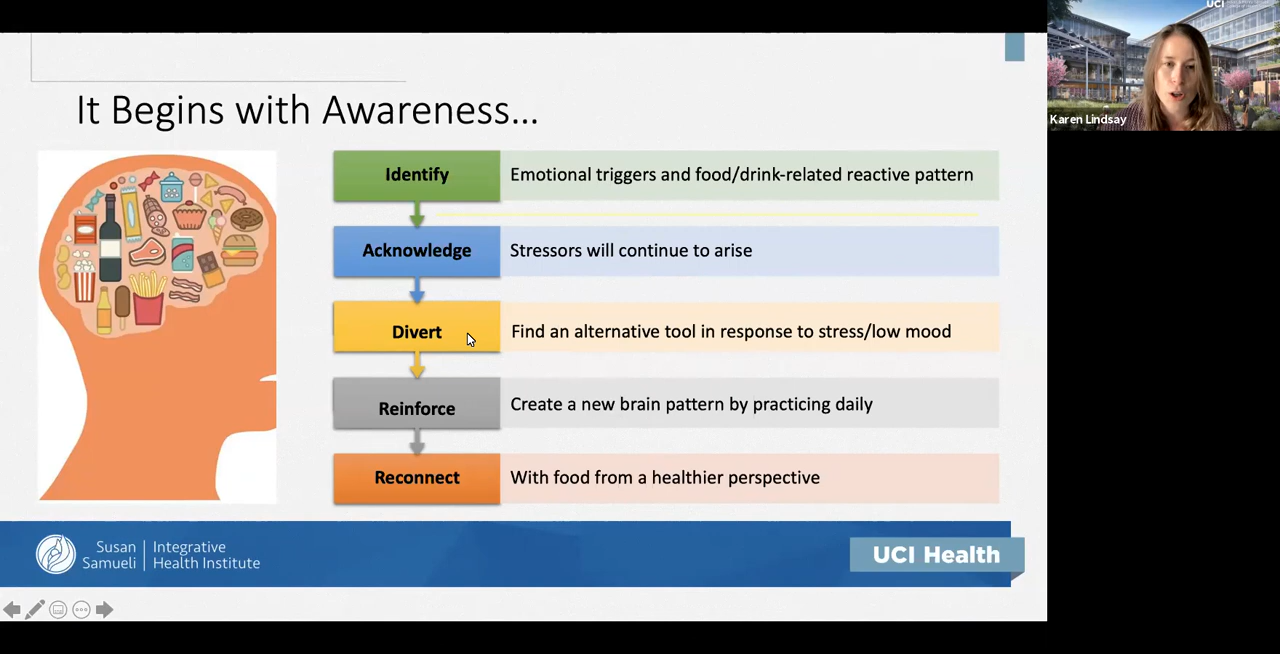 UCI
Karen Lindsay
It Begins with Awareness...
Identify
Emotional triggers and food/drink-related reactive pattern
Acknowledge
Stressors will continue to arise
Divert
Find an alternative tool in response to stress/low mood
Reinforce
Create a new brain pattern by practicing daily
Reconnect
With food from a healthier perspective
Susan
Samueli
Integrative
Health Institute
UCI Health